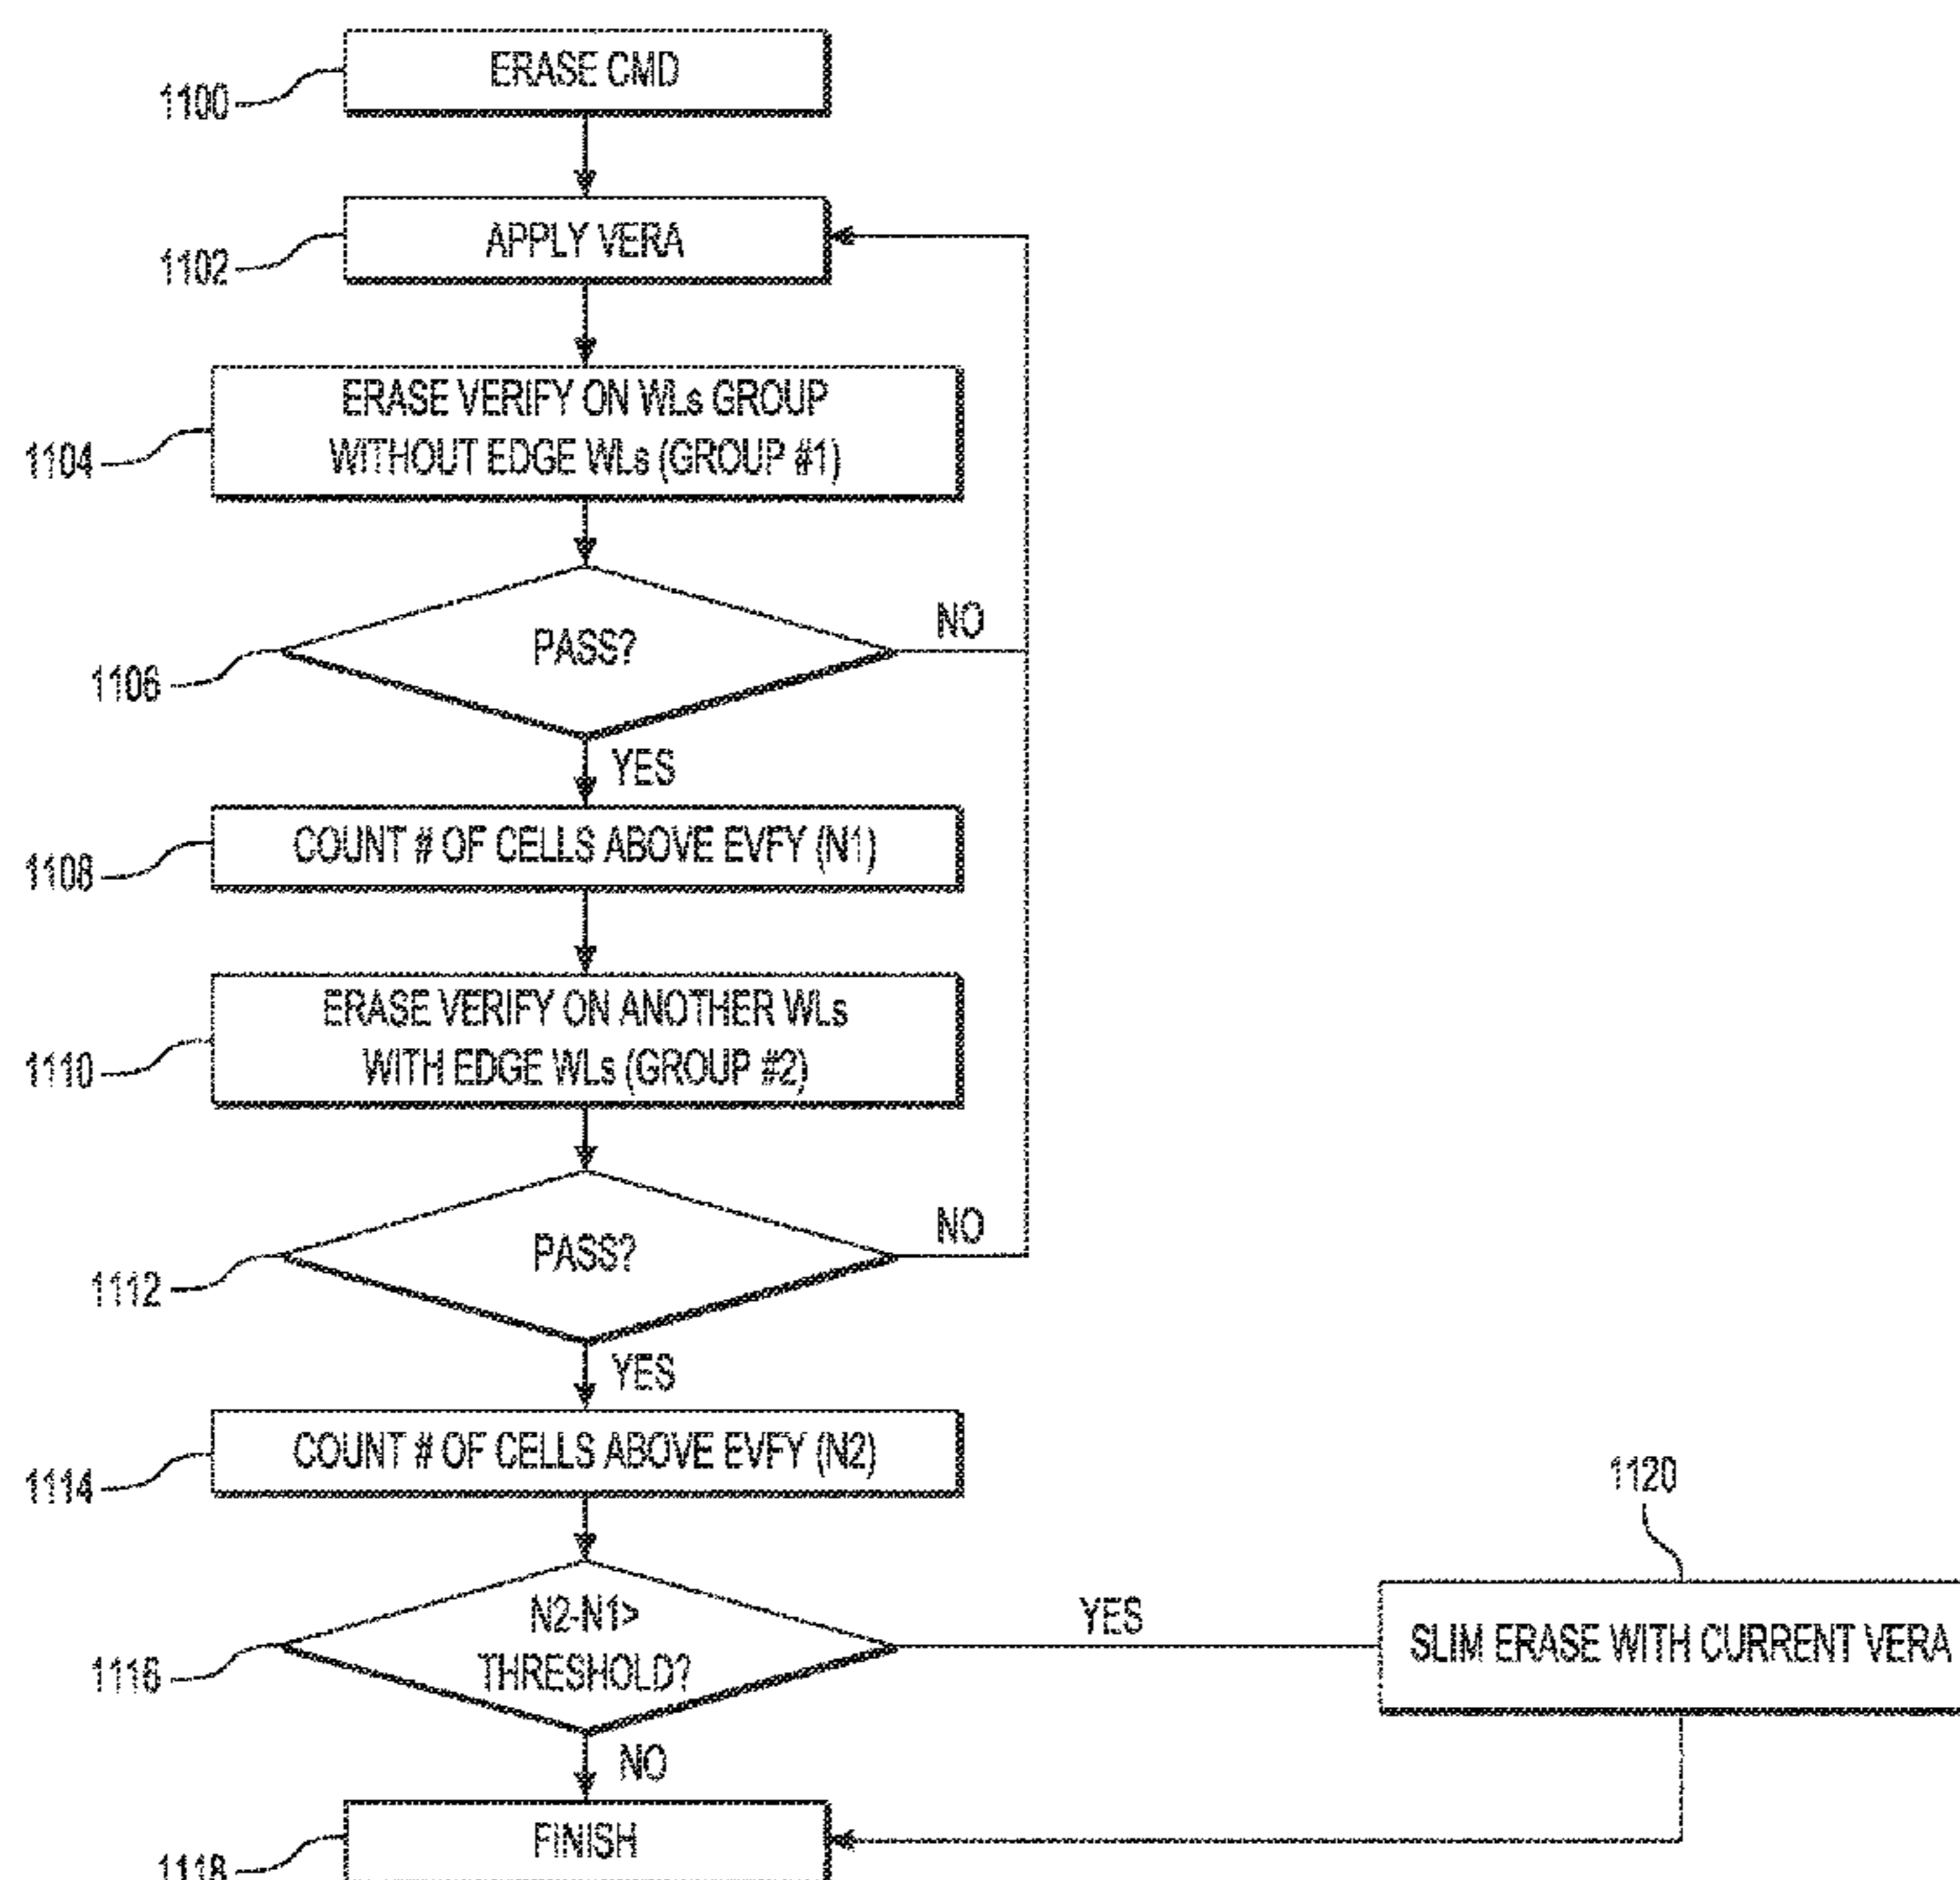 ERASE CMD
1100
APPLY VERA
1102
ERASE VERIFY ON WLs GROUP
WITHOUT EDGE WLs (GROUP #1)
1104
PASS?
NO
1106
YES
COUNT # OF CELLS ABOVE EVFY (N1)
1108
ERASE VERIFY ON ANOTHER WLs
WITH EDGE WLs (GROUP #2)
1110
PASS?
NO
1112
YES
COUNT # OF CELLS ABOVE EVFY (N2)
1114
1120
N2-N1>
THRESHOLD?
YES
SLIM ERASE WITH CURRENT VERA
1116
NO
FINISH
1118